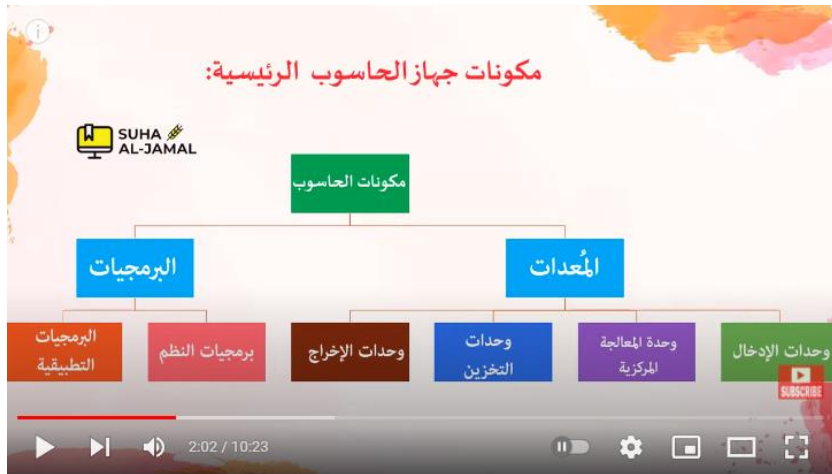 مكونات جهاز الحاسوب الرئيسية:
SUHA
AL-JAMAL
مكونات الحاسوب
المُعدات
البرمجيات
وحدات الإدخال
وحدة المعالجة
المركزية
وحدات
التخزين
وحدات الإخراج
برمجيات النظم
البرمجيات
التطبيقية
SUBSCRIBE
2:02 / 10:23